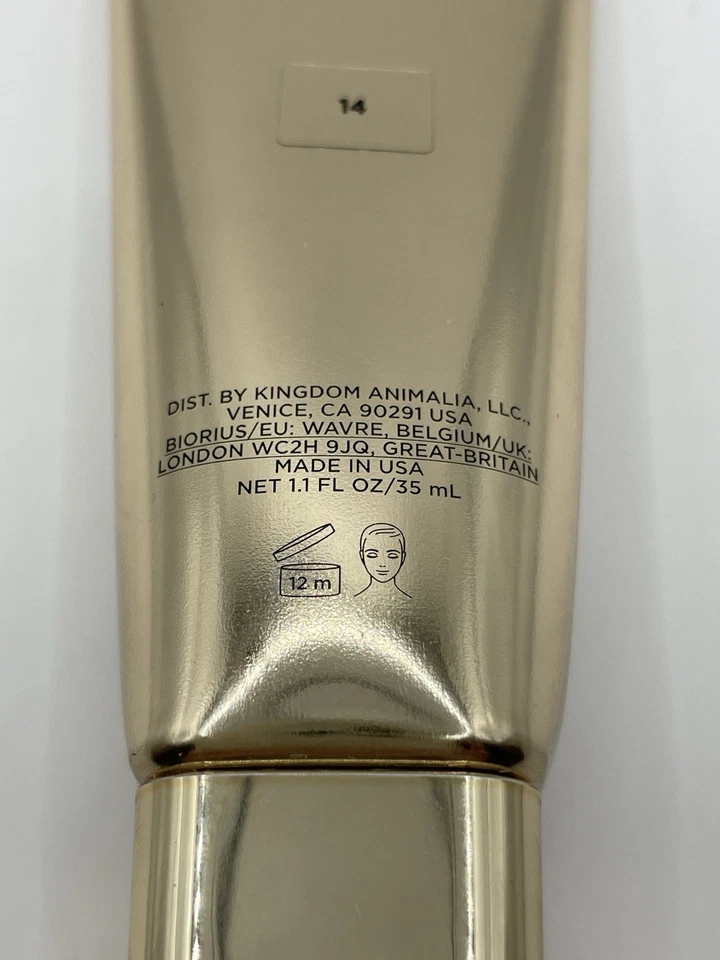 14
DIST. BY KINGDOM ANIMALIA, LLC.,
VENICE, CA 90291 USA
BIORIUS/EU: WAVRE, BELGIUM/UK:
LONDON WC2H 9JQ, GREAT-BRITAIN
MADE IN USA
NET 1.1 FL OZ/35 mL
12 m